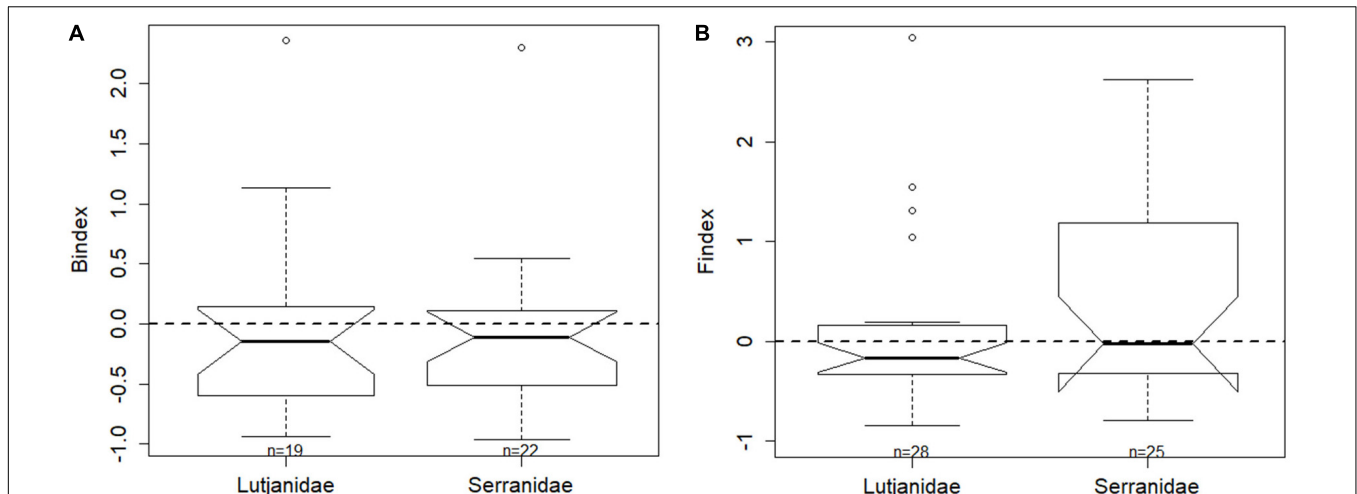 A
Bindex
2.0
1.5
1.0
0.5
0.0
-0.5
-1.0
n=19 n=22
Lutjanidae Serranidae
B
Findex
3
2
1
0
-1
n=28 n=25
Lutjanidae Serranidae